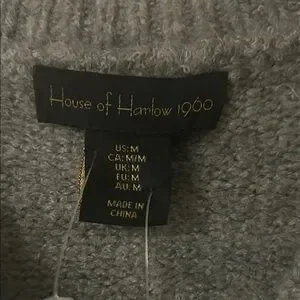 House of Harlow 1960
US: M
CA: M/M
UK: M
EU: M
AU: M
MADE IN
CHINA